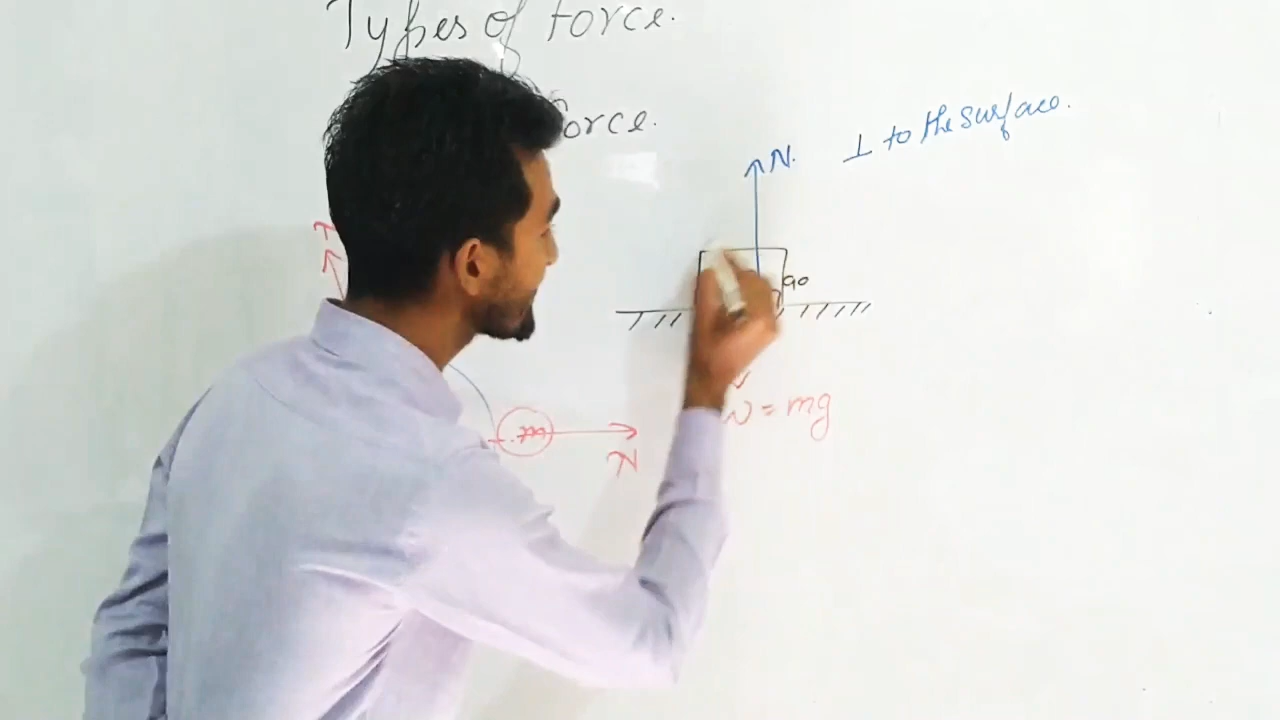 Types of force.
force.
⊥ to the surface.
N.
90
N
W = mg
m